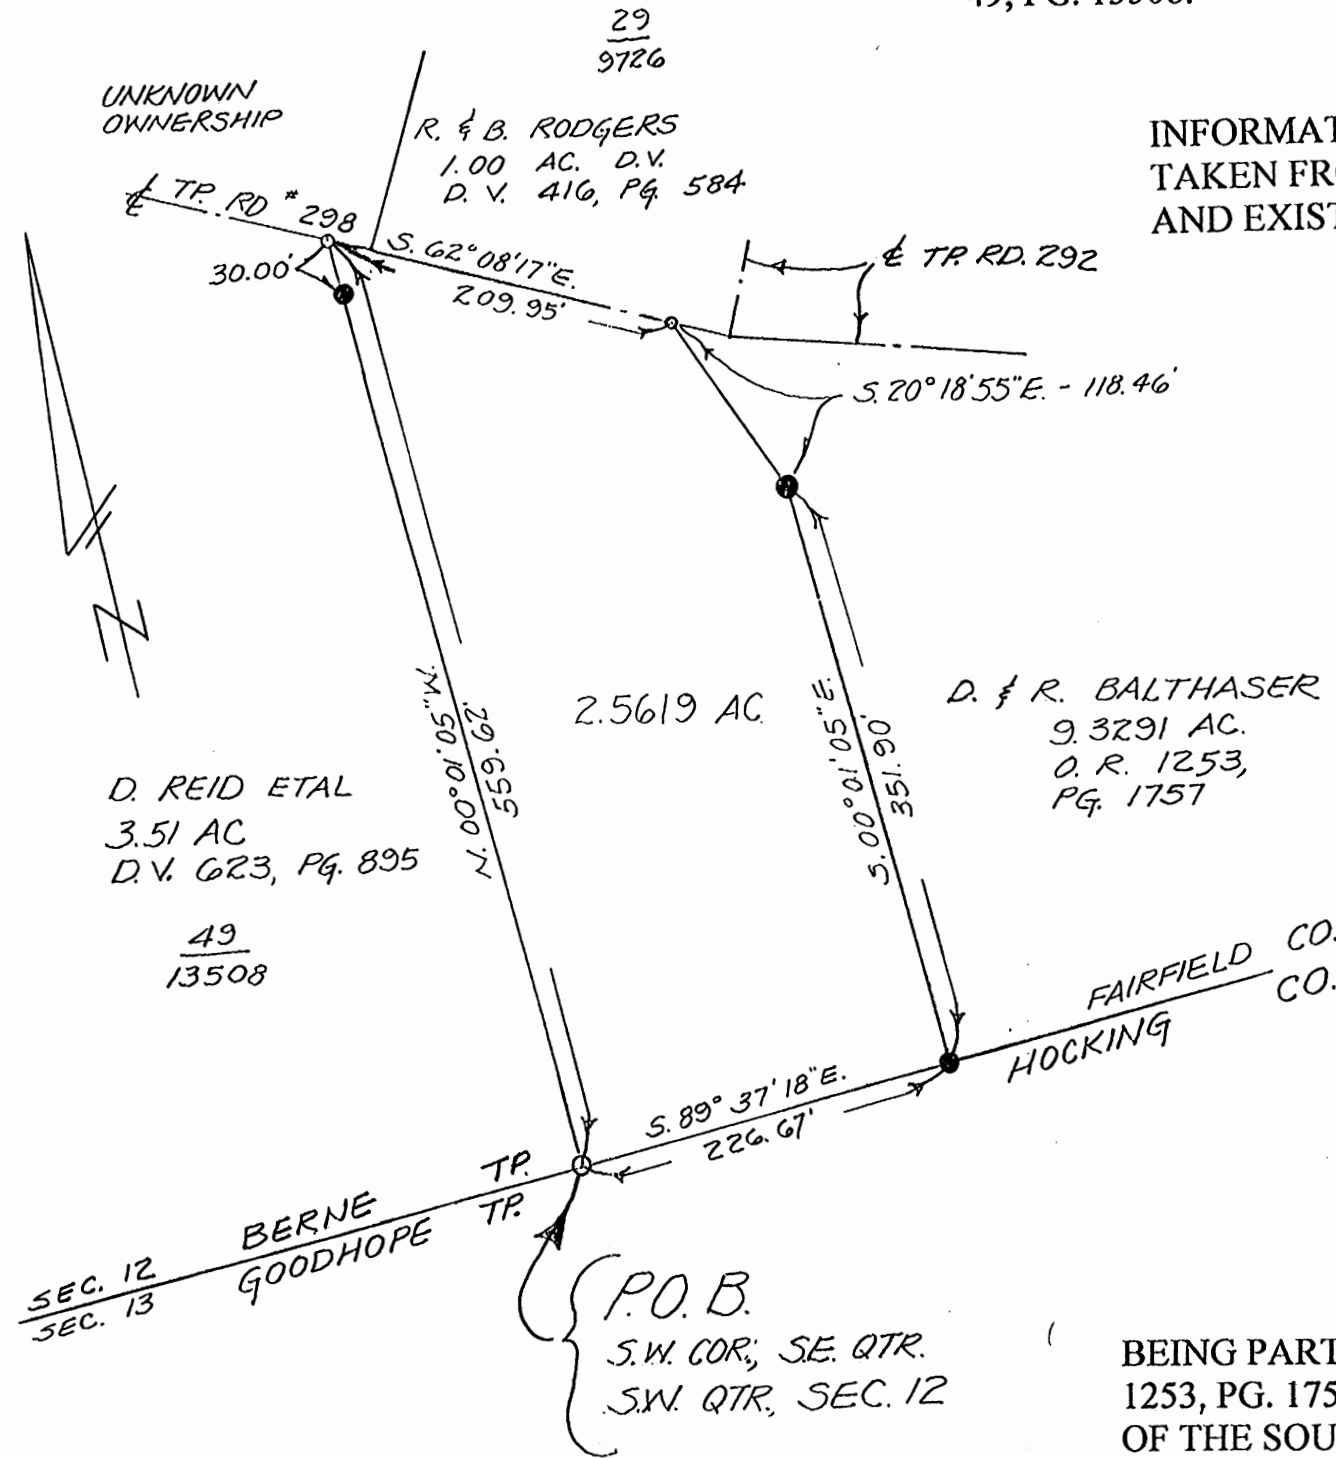 49, PG. 13508.
29
9726
UNKNOWN
OWNERSHIP
R. & B. RODGERS
1.00 AC. D.V.
D. V. 416, PG. 584
INFORMAT
TAKEN FRO
AND EXIST
℄ TP. RD # 298
S. 62° 08' 17" E.
209.95'
30.00'
℄ TP. RD. 292
S. 20° 18' 55" E. - 118.46'
N. 00° 01' 05" W.
559.62'
2.5619 AC.
S. 00° 01' 05" E.
351.90'
D. & R. BALTHASER
9.3291 AC.
O. R. 1253,
PG. 1757
D. REID ETAL
3.51 AC
D. V. 623, PG. 895
49
13508
FAIRFIELD CO.
HOCKING CO.
S. 89° 37' 18" E.
226.67'
BERNE TP.
GOODHOPE TP.
SEC. 12
SEC. 13
P.O.B.
S.W. COR; S.E. QTR.
S.W. QTR., SEC. 12
N
BEING PART
1253, PG. 175
OF THE SOU